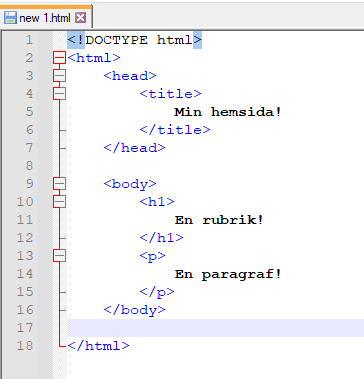 new 1.html
1 <!DOCTYPE html>
2 <html>
3 <head>
4 <title>
5 Min hemsida!
6 </title>
7 </head>
8
9 <body>
10 <h1>
11 En rubrik!
12 </h1>
13 <p>
14 En paragraf!
15 </p>
16 </body>
17
18 </html>